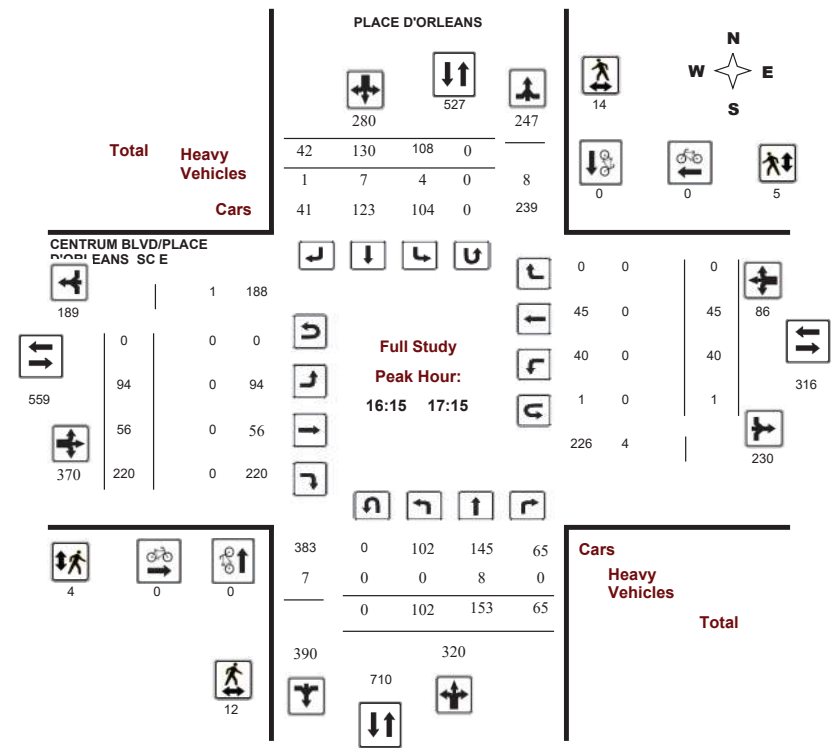 PLACE D'ORLEANS
N
W E
S
527
14
280 247
Total Heavy Vehicles
42 130 108 0
1 7 4 0 8
Cars 41 123 104 0 239
0 0 5
CENTRUM BLVD/PLACE
D'ORLEANS SC E
189 1 188
0 0 0
559
94 0 94
56 0 56
370 220 0 220
Full Study
Peak Hour:
16:15 17:15
0 0 0
45 0 45 86
40 0 40
316
1 0 1
226 4
230
383 0 102 145 65 Cars
7 0 0 8 0 Heavy Vehicles
0 102 153 65 Total
4 0 0
390 320
710
12